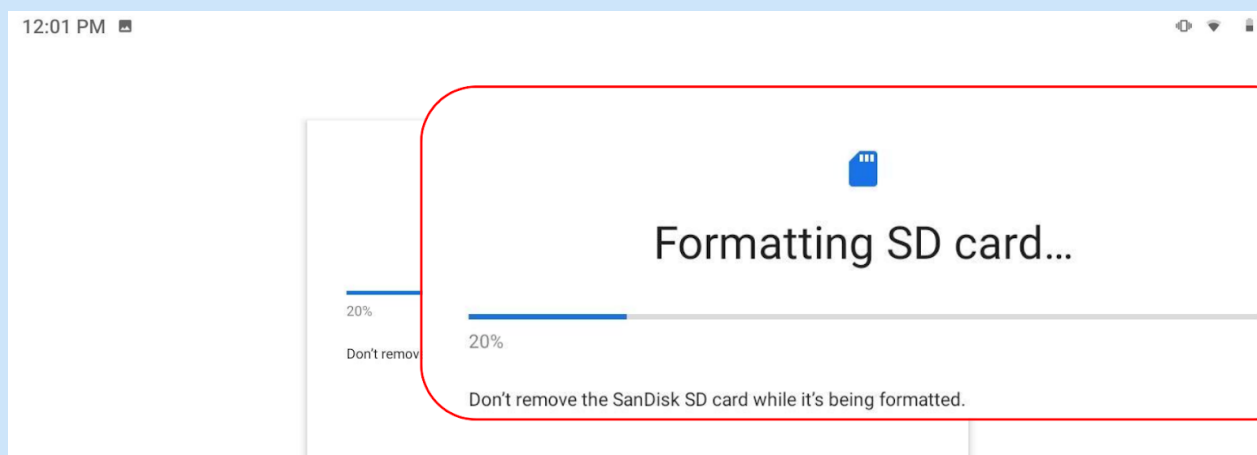 12:01 PM
Formatting SD card…
20%
20%
Don't remov
Don't remove the SanDisk SD card while it's being formatted.